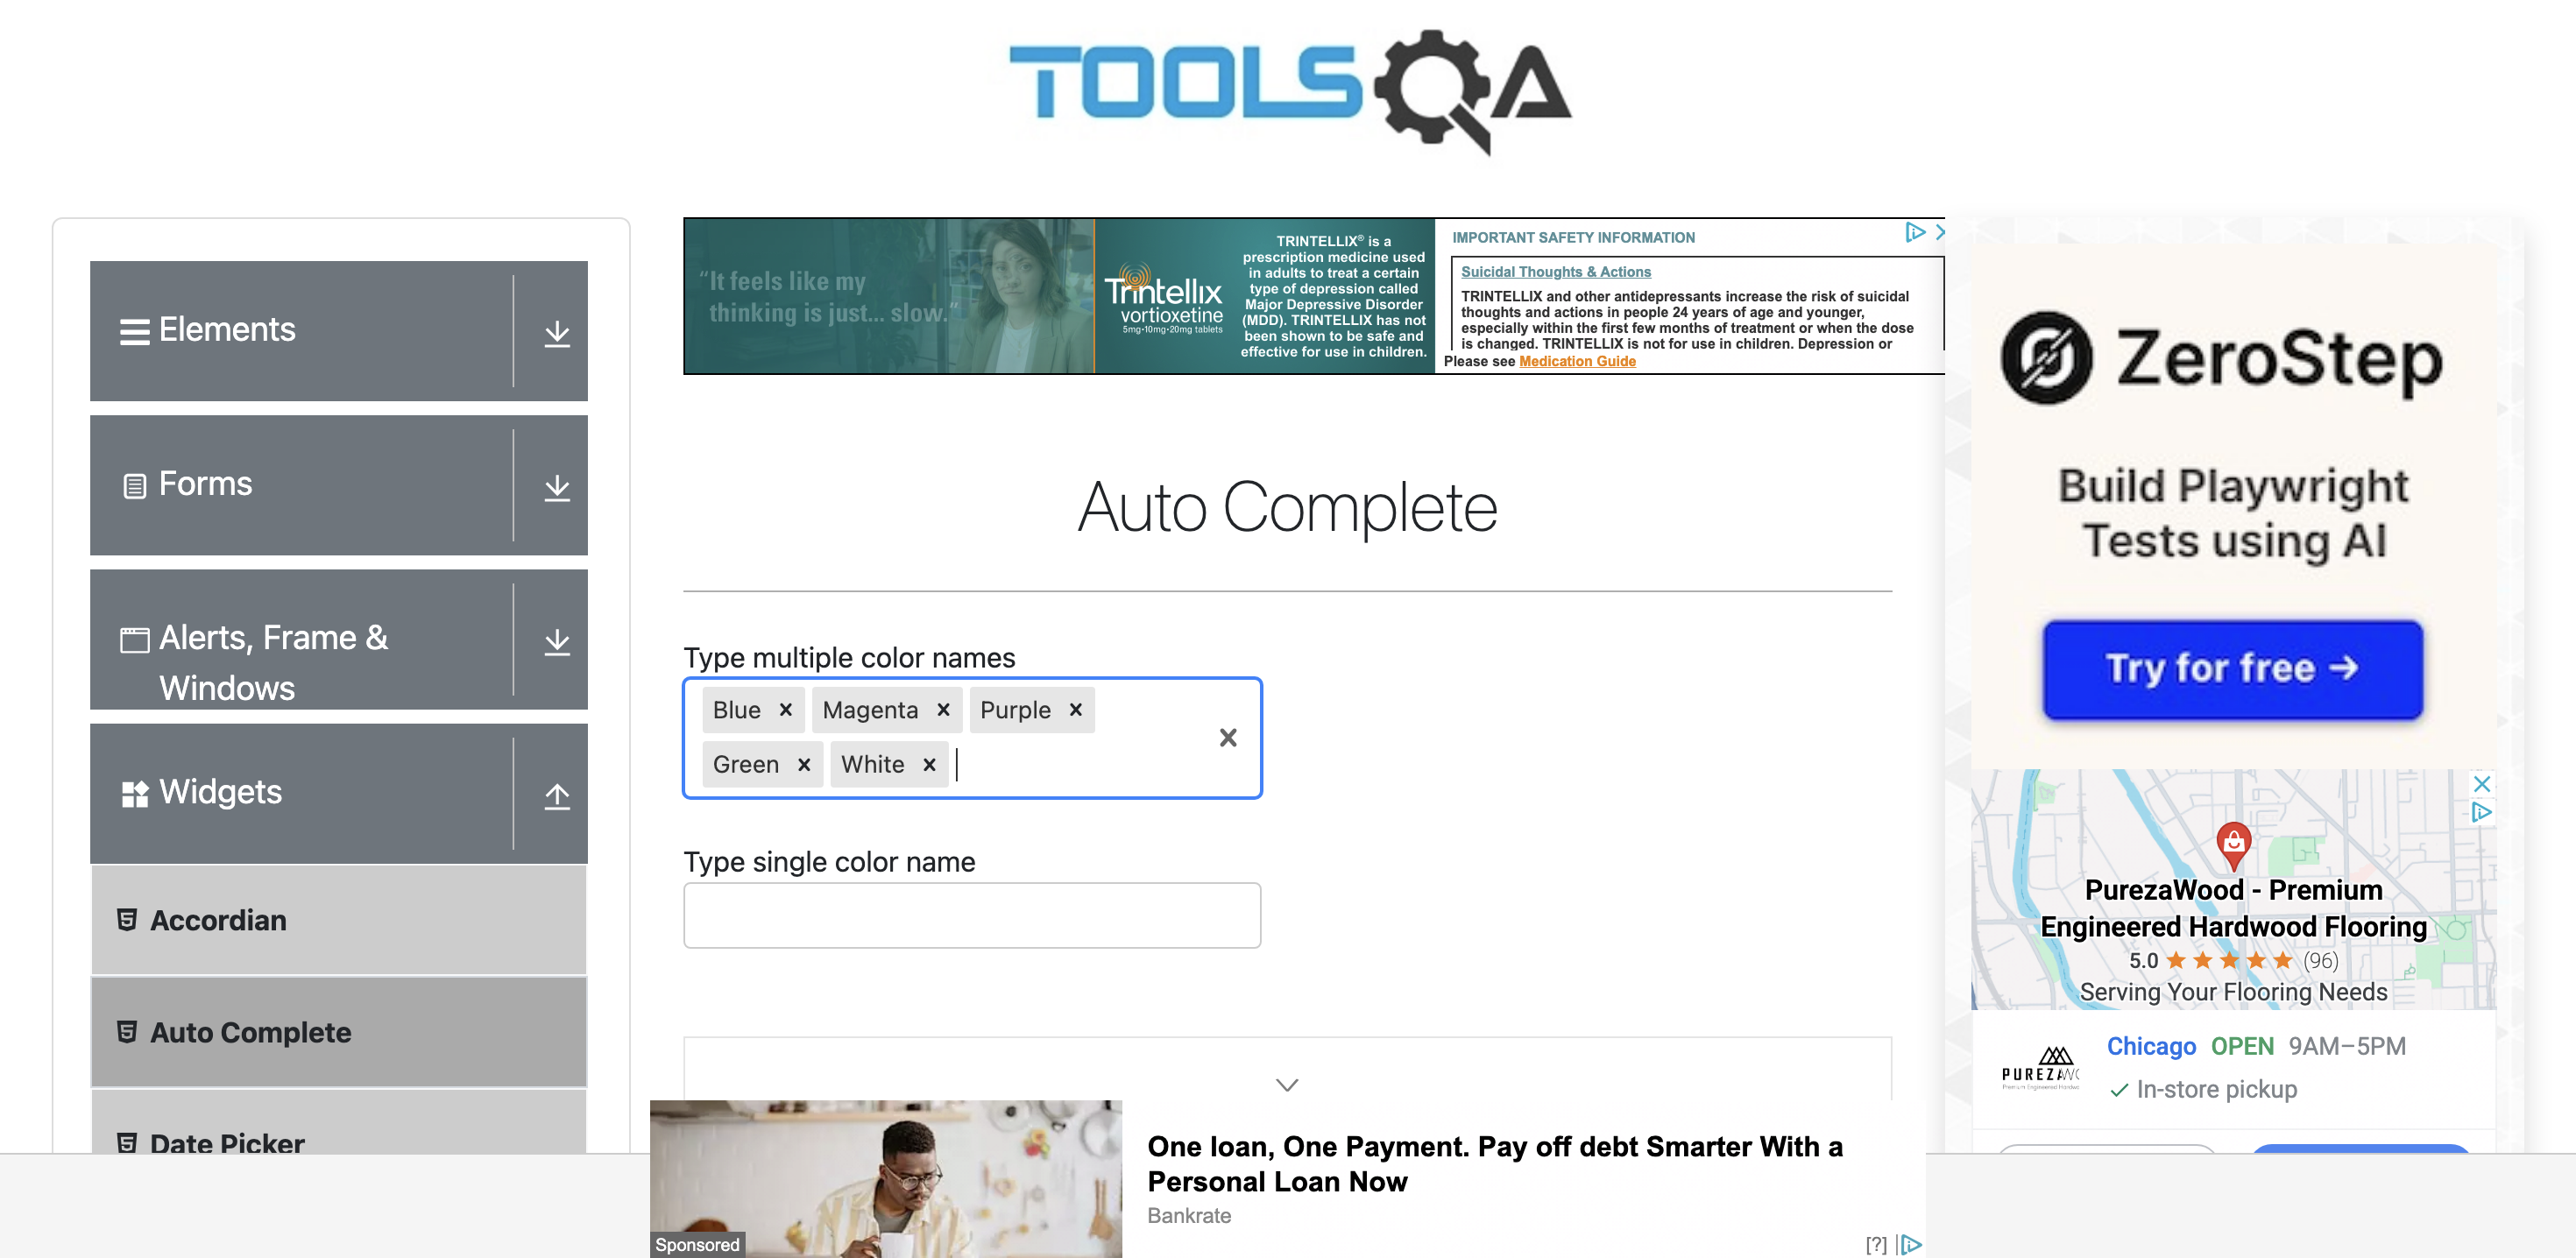 TOOLSQA
Elements
Forms
Alerts, Frame &
Windows
Widgets
Accordian
Auto Complete
Date Picker
“It feels like my
thinking is just... slow.”
Trintellix
vortioxetine
5mg•10mg•20mg tablets
TRINTELLIX® is a
prescription medicine used
in adults to treat a certain
type of depression called
Major Depressive Disorder
(MDD). TRINTELLIX has not
been shown to be safe and
effective for use in children.
IMPORTANT SAFETY INFORMATION
Suicidal Thoughts & Actions
TRINTELLIX and other antidepressants increase the risk of suicidal
thoughts and actions in people 24 years of age and younger,
especially within the first few months of treatment or when the dose
is changed. TRINTELLIX is not for use in children. Depression or
Please see Medication Guide
Auto Complete
Type multiple color names
Blue Magenta Purple
Green White
Type single color name
One loan, One Payment. Pay off debt Smarter With a
Personal Loan Now
Bankrate
Sponsored
[?]
ZeroStep
Build Playwright
Tests using AI
Try for free →
PurezaWood - Premium
Engineered Hardwood Flooring
5.0 ★★★★★ (96)
Serving Your Flooring Needs
Chicago OPEN 9AM–5PM
✓ In-store pickup